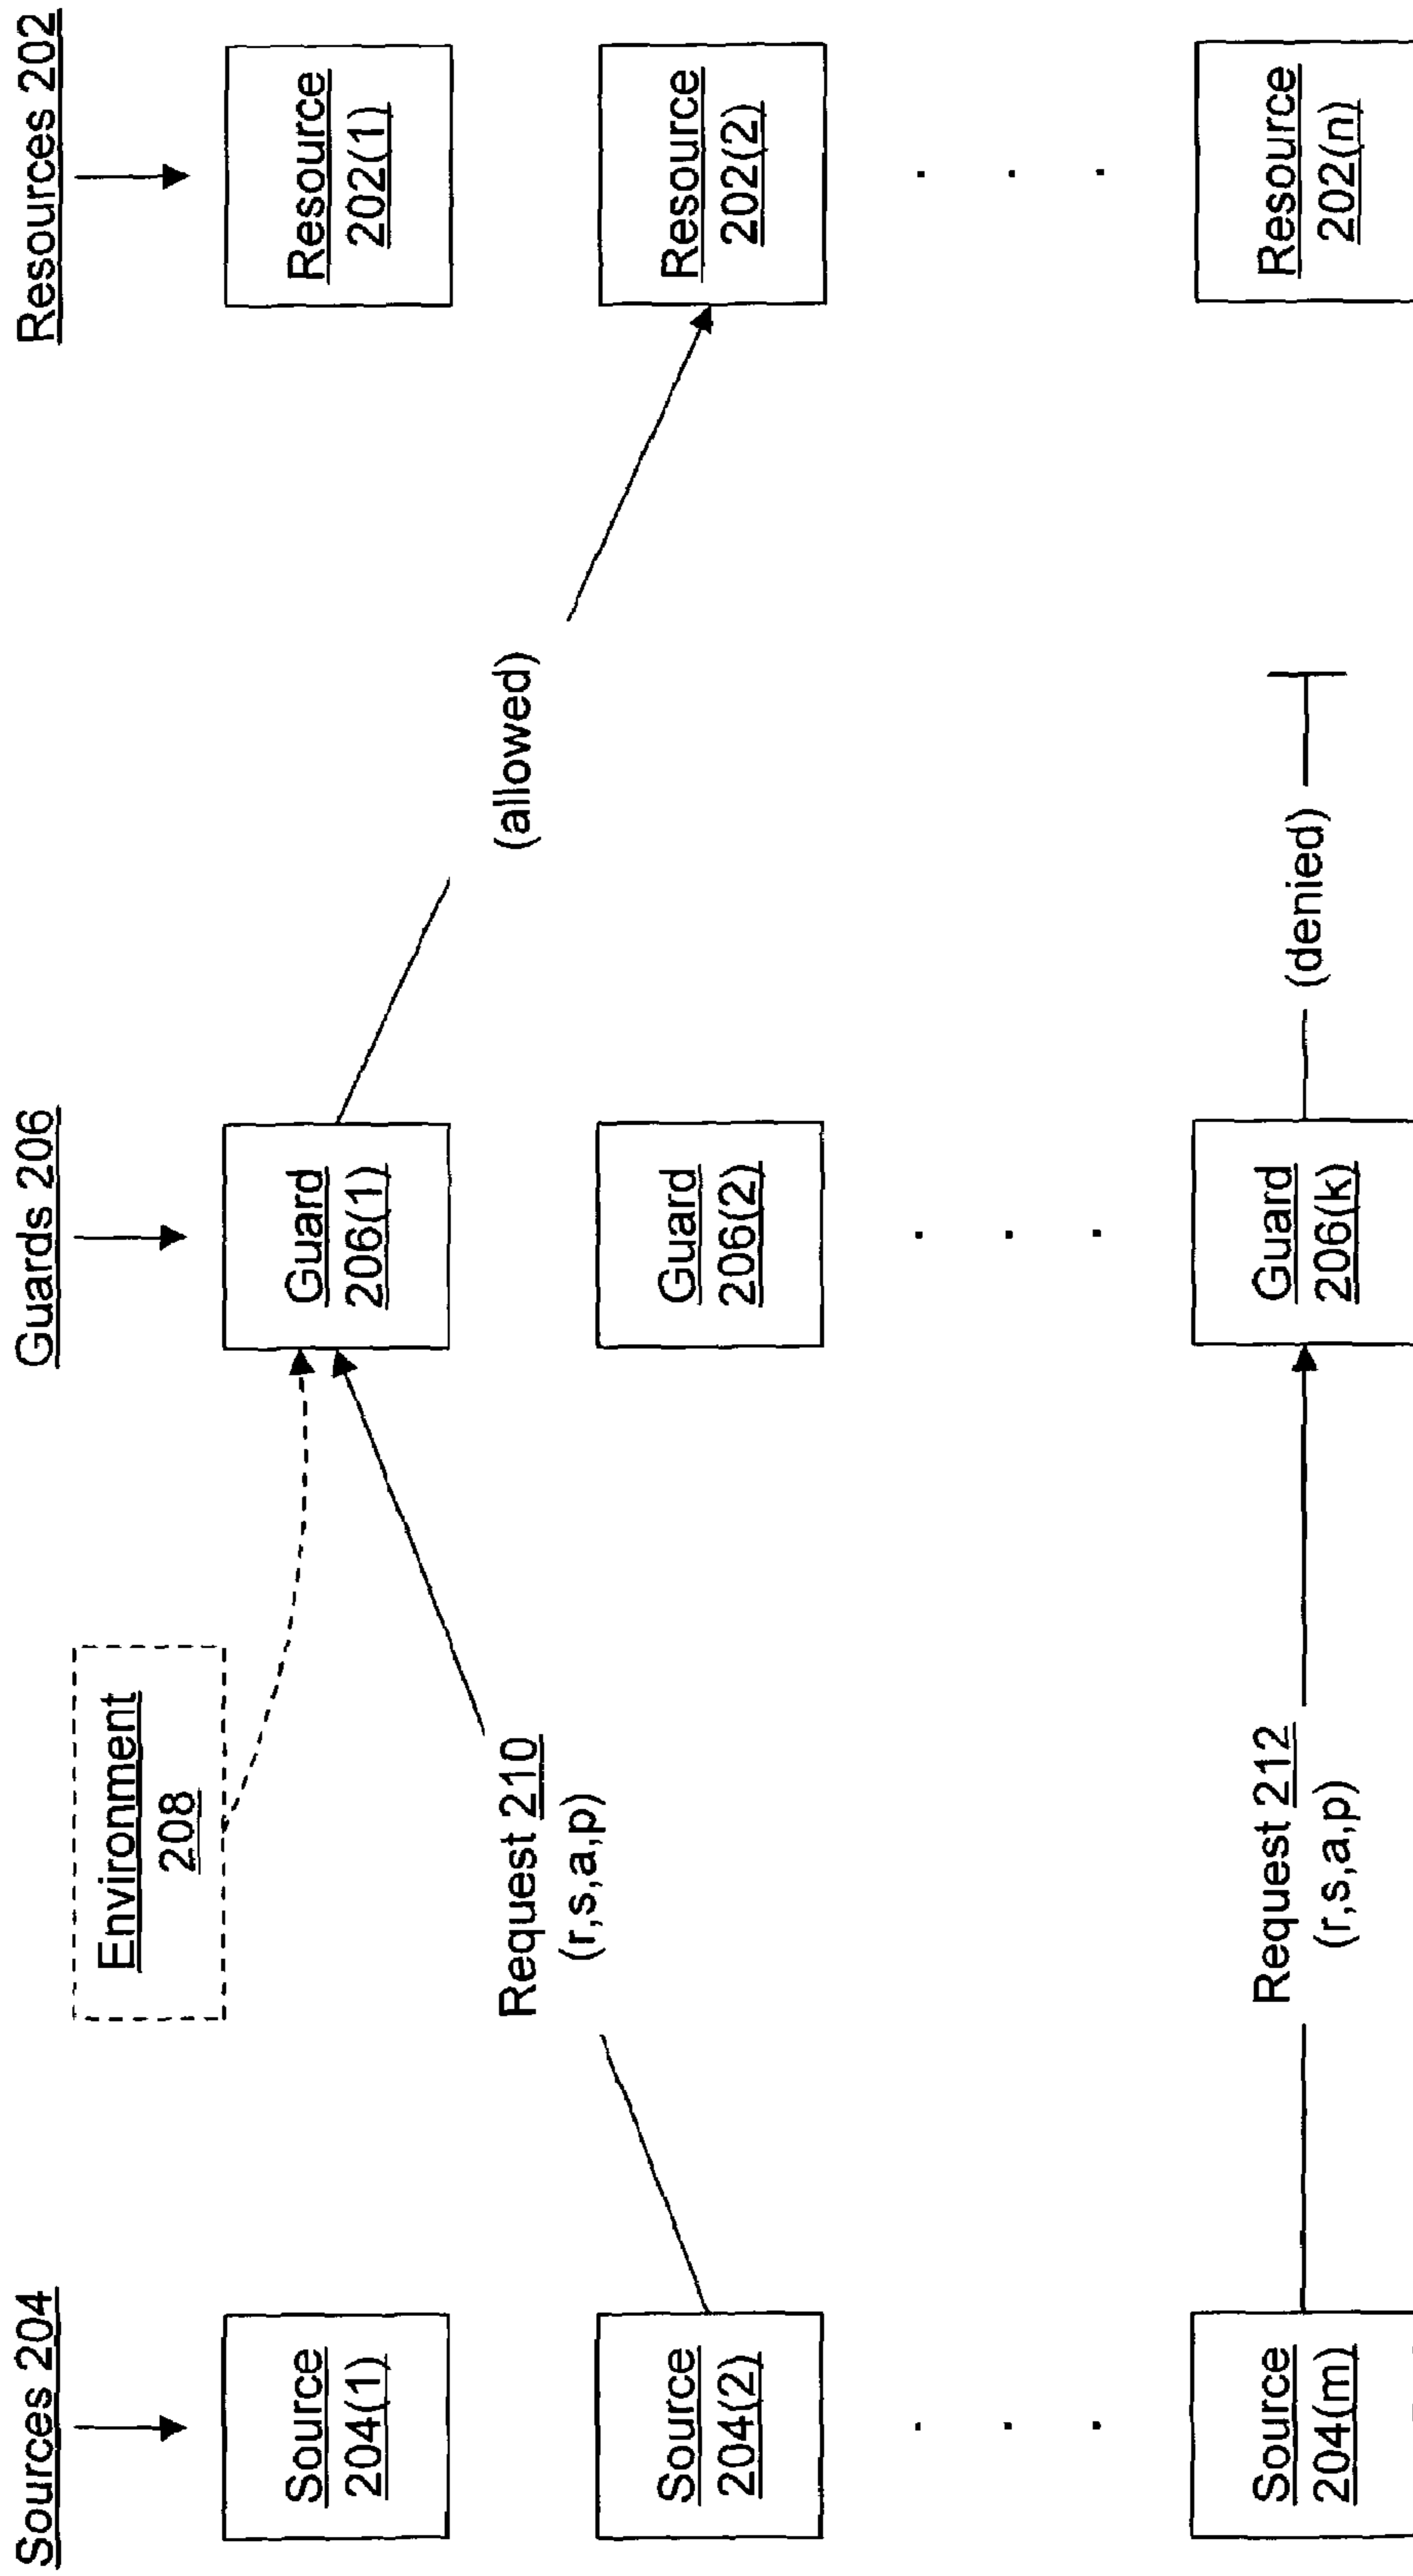 Sources 204
Guards 206
Resources 202
Environment
208
Source
204(1)
Guard
206(1)
Resource
202(1)
Request 210
(r,s,a,p)
(allowed)
Source
204(2)
Guard
206(2)
Resource
202(2)
. . .
. . .
. . .
Source
204(m)
Request 212
(r,s,a,p)
Guard
206(k)
(denied)
Resource
202(n)